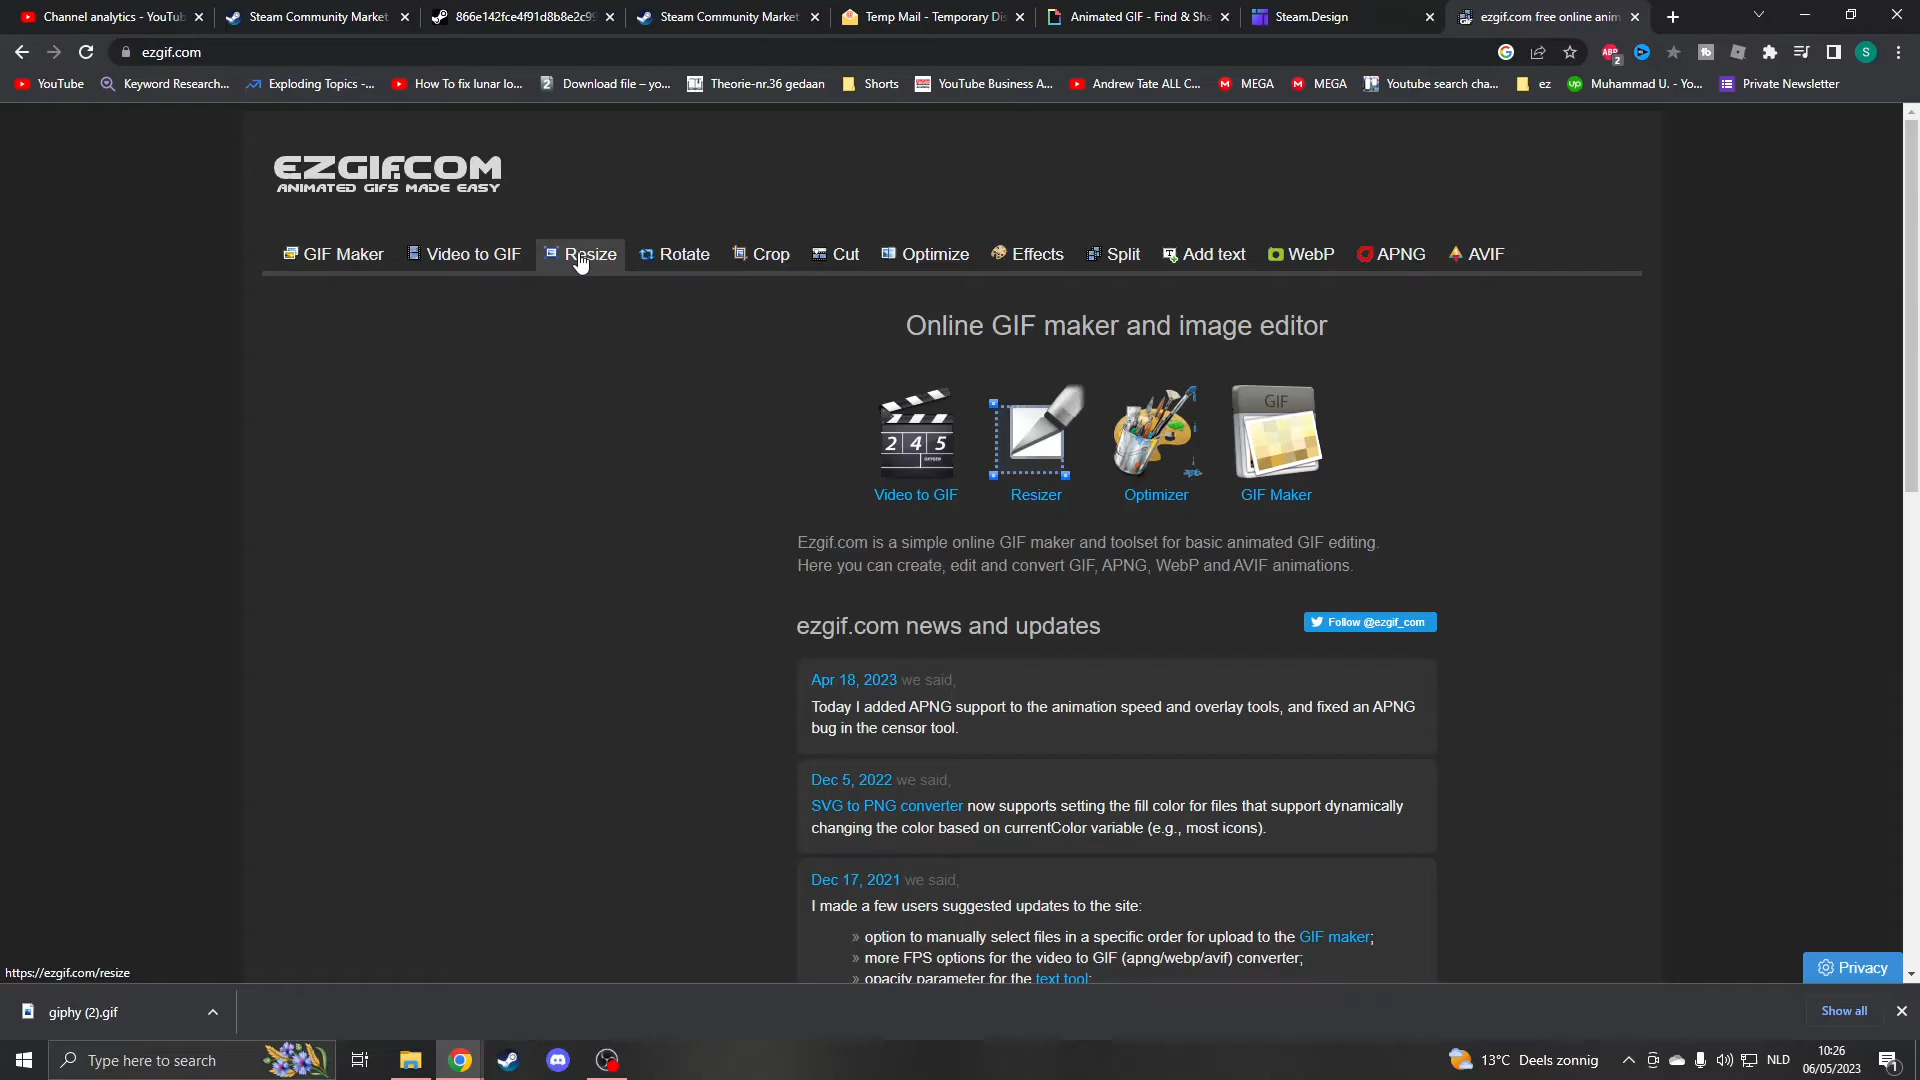 Channel analytics - YouTub
Steam Community Market
866e142fce4f91d8b8e2c9
Steam Community Market
Temp Mail - Temporary Di
Animated GIF - Find & Sha
Steam.Design
ezgif.com free online anim
ezgif.com
YouTube
Keyword Research...
Exploding Topics -...
How To fix lunar lo...
Download file – yo...
Theorie-nr.36 gedaan
Shorts
YouTube Business A...
Andrew Tate ALL C...
MEGA
MEGA
Youtube search cha...
ez
Muhammad U. - Yo...
Private Newsletter
EZGIF.COM
ANIMATED GIFS MADE EASY
GIF Maker
Video to GIF
Resize
Rotate
Crop
Cut
Optimize
Effects
Split
Add text
WebP
APNG
AVIF
Online GIF maker and image editor
2 4 5
GIF
Video to GIF
Resizer
Optimizer
GIF Maker
Ezgif.com is a simple online GIF maker and toolset for basic animated GIF editing.
Here you can create, edit and convert GIF, APNG, WebP and AVIF animations.
ezgif.com news and updates
Follow @ezgif_com
Apr 18, 2023 we said,
Today I added APNG support to the animation speed and overlay tools, and fixed an APNG
bug in the censor tool.
Dec 5, 2022 we said,
SVG to PNG converter now supports setting the fill color for files that support dynamically
changing the color based on currentColor variable (e.g., most icons).
Dec 17, 2021 we said,
I made a few users suggested updates to the site:
» option to manually select files in a specific order for upload to the GIF maker;
» more FPS options for the video to GIF (apng/webp/avif) converter;
» opacity parameter for the text tool;
https://ezgif.com/resize
Privacy
giphy (2).gif
Show all
Type here to search
13°C Deels zonnig
NLD
10:26
06/05/2023
1